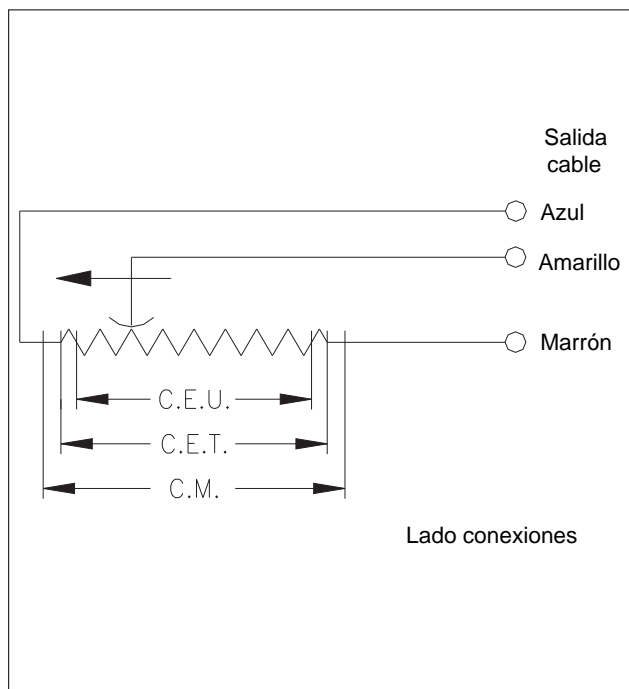 Salida
cable
Azul
Amarillo
Marrón
C.E.U.
C.E.T.
C.M.
Lado conexiones